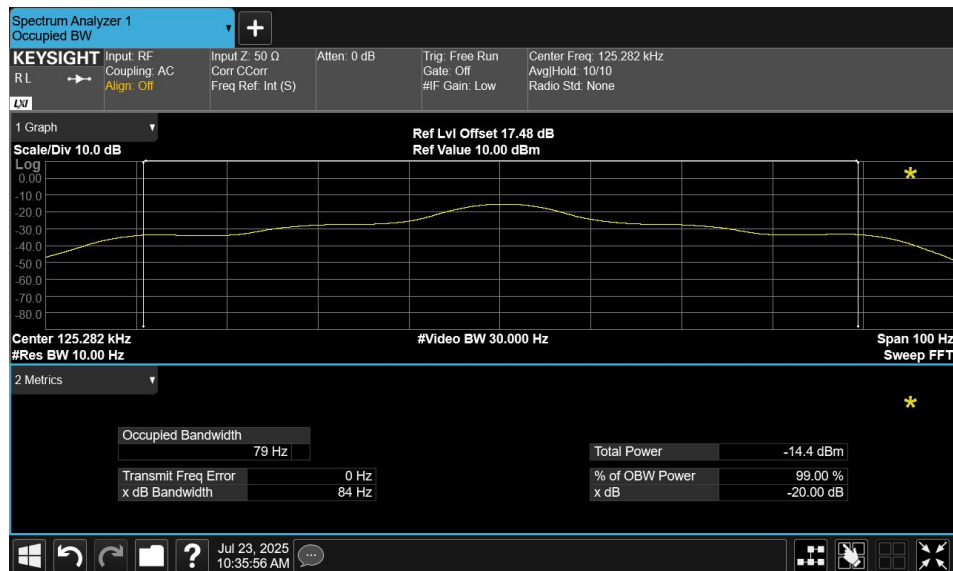 Spectrum Analyzer 1
Occupied BW
+
KEYSIGHT
R L
LXI
Input: RF
Coupling: AC
Align: Off
Input Z: 50 Ω
Corr CCorr
Freq Ref: Int (S)
Atten: 0 dB
Trig: Free Run
Gate: Off
#IF Gain: Low
Center Freq: 125.282 kHz
Avg|Hold: 10/10
Radio Std: None
1 Graph
Scale/Div 10.0 dB
Ref Lvl Offset 17.48 dB
Ref Value 10.00 dBm
Log
0.00
-10.0
-20.0
-30.0
-40.0
-50.0
-60.0
-70.0
-80.0
*
Center 125.282 kHz
#Res BW 10.00 Hz
#Video BW 30.000 Hz
Span 100 Hz
Sweep FFT
2 Metrics
*
Occupied Bandwidth
79 Hz
Transmit Freq Error 0 Hz
x dB Bandwidth 84 Hz
Total Power -14.4 dBm
% of OBW Power 99.00 %
x dB -20.00 dB
?
Jul 23, 2025
10:35:56 AM